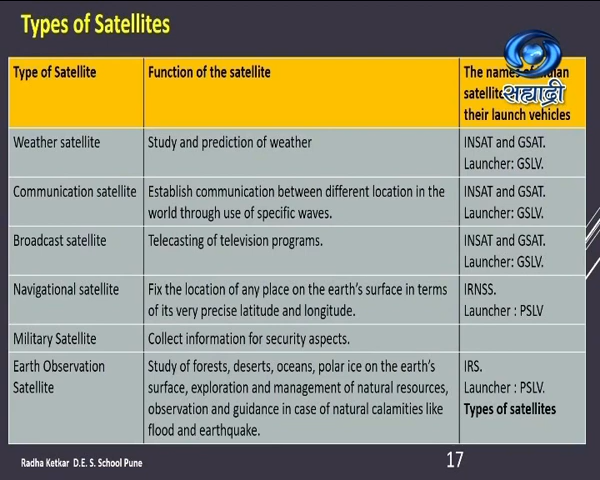 Types of Satellites
Type of Satellite
Function of the satellite
The names of Indian
satellite
their launch vehicles
सह्याद्री
Weather satellite
Study and prediction of weather
INSAT and GSAT.
Launcher: GSLV.
Communication satellite
Establish communication between different location in the
world through use of specific waves.
INSAT and GSAT.
Launcher: GSLV.
Broadcast satellite
Telecasting of television programs.
INSAT and GSAT.
Launcher: GSLV.
Navigational satellite
Fix the location of any place on the earth's surface in terms
of its very precise latitude and longitude.
IRNSS.
Launcher : PSLV
Military Satellite
Collect information for security aspects.
Earth Observation
Satellite
Study of forests, deserts, oceans, polar ice on the earth's
surface, exploration and management of natural resources,
observation and guidance in case of natural calamities like
flood and earthquake.
IRS.
Launcher : PSLV.
Types of satellites
Radha Ketkar D.E. S. School Pune
17